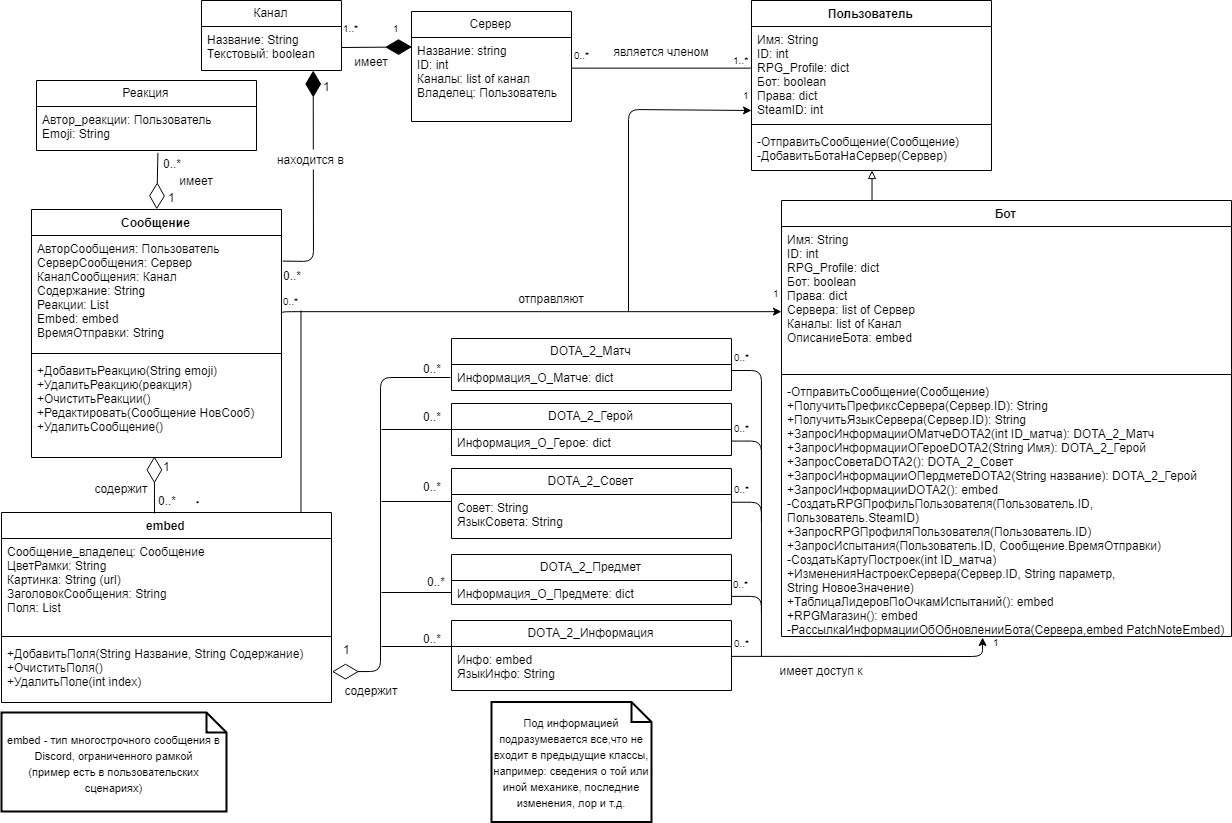 Канал
Название: String
Текстовый: boolean
1..*
1
имеет
Сервер
Название: string
ID: int
Каналы: list of канал
Владелец: Пользователь
0..*
является членом
1..*
Пользователь
Имя: String
ID: int
RPG_Profile: dict
Бот: boolean
Права: dict
SteamID: int
1
-ОтправитьСообщение(Сообщение)
-ДобавитьБотаНаСервер(Сервер)
Реакция
Автор_реакции: Пользователь
Emoji: String
0..*
имеет
1
1
находится в
0..*
Сообщение
АвторСообщения: Пользователь
СерверСообщения: Сервер
КаналСообщения: Канал
Содержание: String
Реакции: List
Embed: embed
ВремяОтправки: String
+ДобавитьРеакцию(String emoji)
+УдалитьРеакцию(реакция)
+ОчиститьРеакции()
+Редактировать(Сообщение НовСооб)
+УдалитьСообщение()
0..*
отправляют
1
Бот
Имя: String
ID: int
RPG_Profile: dict
Бот: boolean
Права: dict
Сервера: list of Сервер
Каналы: list of Канал
ОписаниеБота: embed
-ОтправитьСообщение(Сообщение)
+ПолучитьПрефиксСервера(Сервер.ID): String
+ПолучитьЯзыкСервера(Сервер.ID): String
+ЗапросИнформацииОМатчеDOTA2(int ID_матча): DOTA_2_Матч
+ЗапросИнформацииОГероеDOTA2(String Имя): DOTA_2_Герой
+ЗапросСоветаDOTA2(): DOTA_2_Совет
+ЗапросИнформацииОПердметеDOTA2(String название): DOTA_2_Герой
+ЗапросИнформацииDOTA2(): embed
-СоздатьRPGПрофильПользователя(Пользователь.ID,
Пользователь.SteamID)
+ЗапросRPGПрофиляПользователя(Пользователь.ID)
+ЗапросИспытания(Пользователь.ID, Сообщение.ВремяОтправки)
-СоздатьКартуПостроек(int ID_матча)
+ИзмененияНастроекСервера(Сервер.ID, String параметр,
String НовоеЗначение)
+ТаблицаЛидеровПоОчкамИспытаний(): embed
+RPGМагазин(): embed
-РассылкаИнформацииОбОбновленииБота(Сервера,embed PatchNoteEmbed)
1
имеет доступ к
0..*
DOTA_2_Матч
0..*
Информация_О_Матче: dict
0..*
DOTA_2_Герой
0..*
Информация_О_Герое: dict
0..*
DOTA_2_Совет
0..*
Совет: String
ЯзыкСовета: String
0..*
DOTA_2_Предмет
0..*
Информация_О_Предмете: dict
0..*
DOTA_2_Информация
0..*
Инфо: embed
ЯзыкИнфо: String
1
содержит
0..*
*
embed
Сообщение_владелец: Сообщение
ЦветРамки: String
Картинка: String (url)
ЗаголовокСообщения: String
Поля: List
+ДобавитьПоля(String Название, String Содержание)
+ОчиститьПоля()
+УдалитьПоле(int index)
1
содержит
embed - тип многострочного сообщения в
Discord, ограниченного рамкой
(пример есть в пользовательских
сценариях)
Под информацией
подразумевается все,что не
входит в предыдущие классы,
например: сведения о той или
иной механике, последние
изменения, лор и т.д.